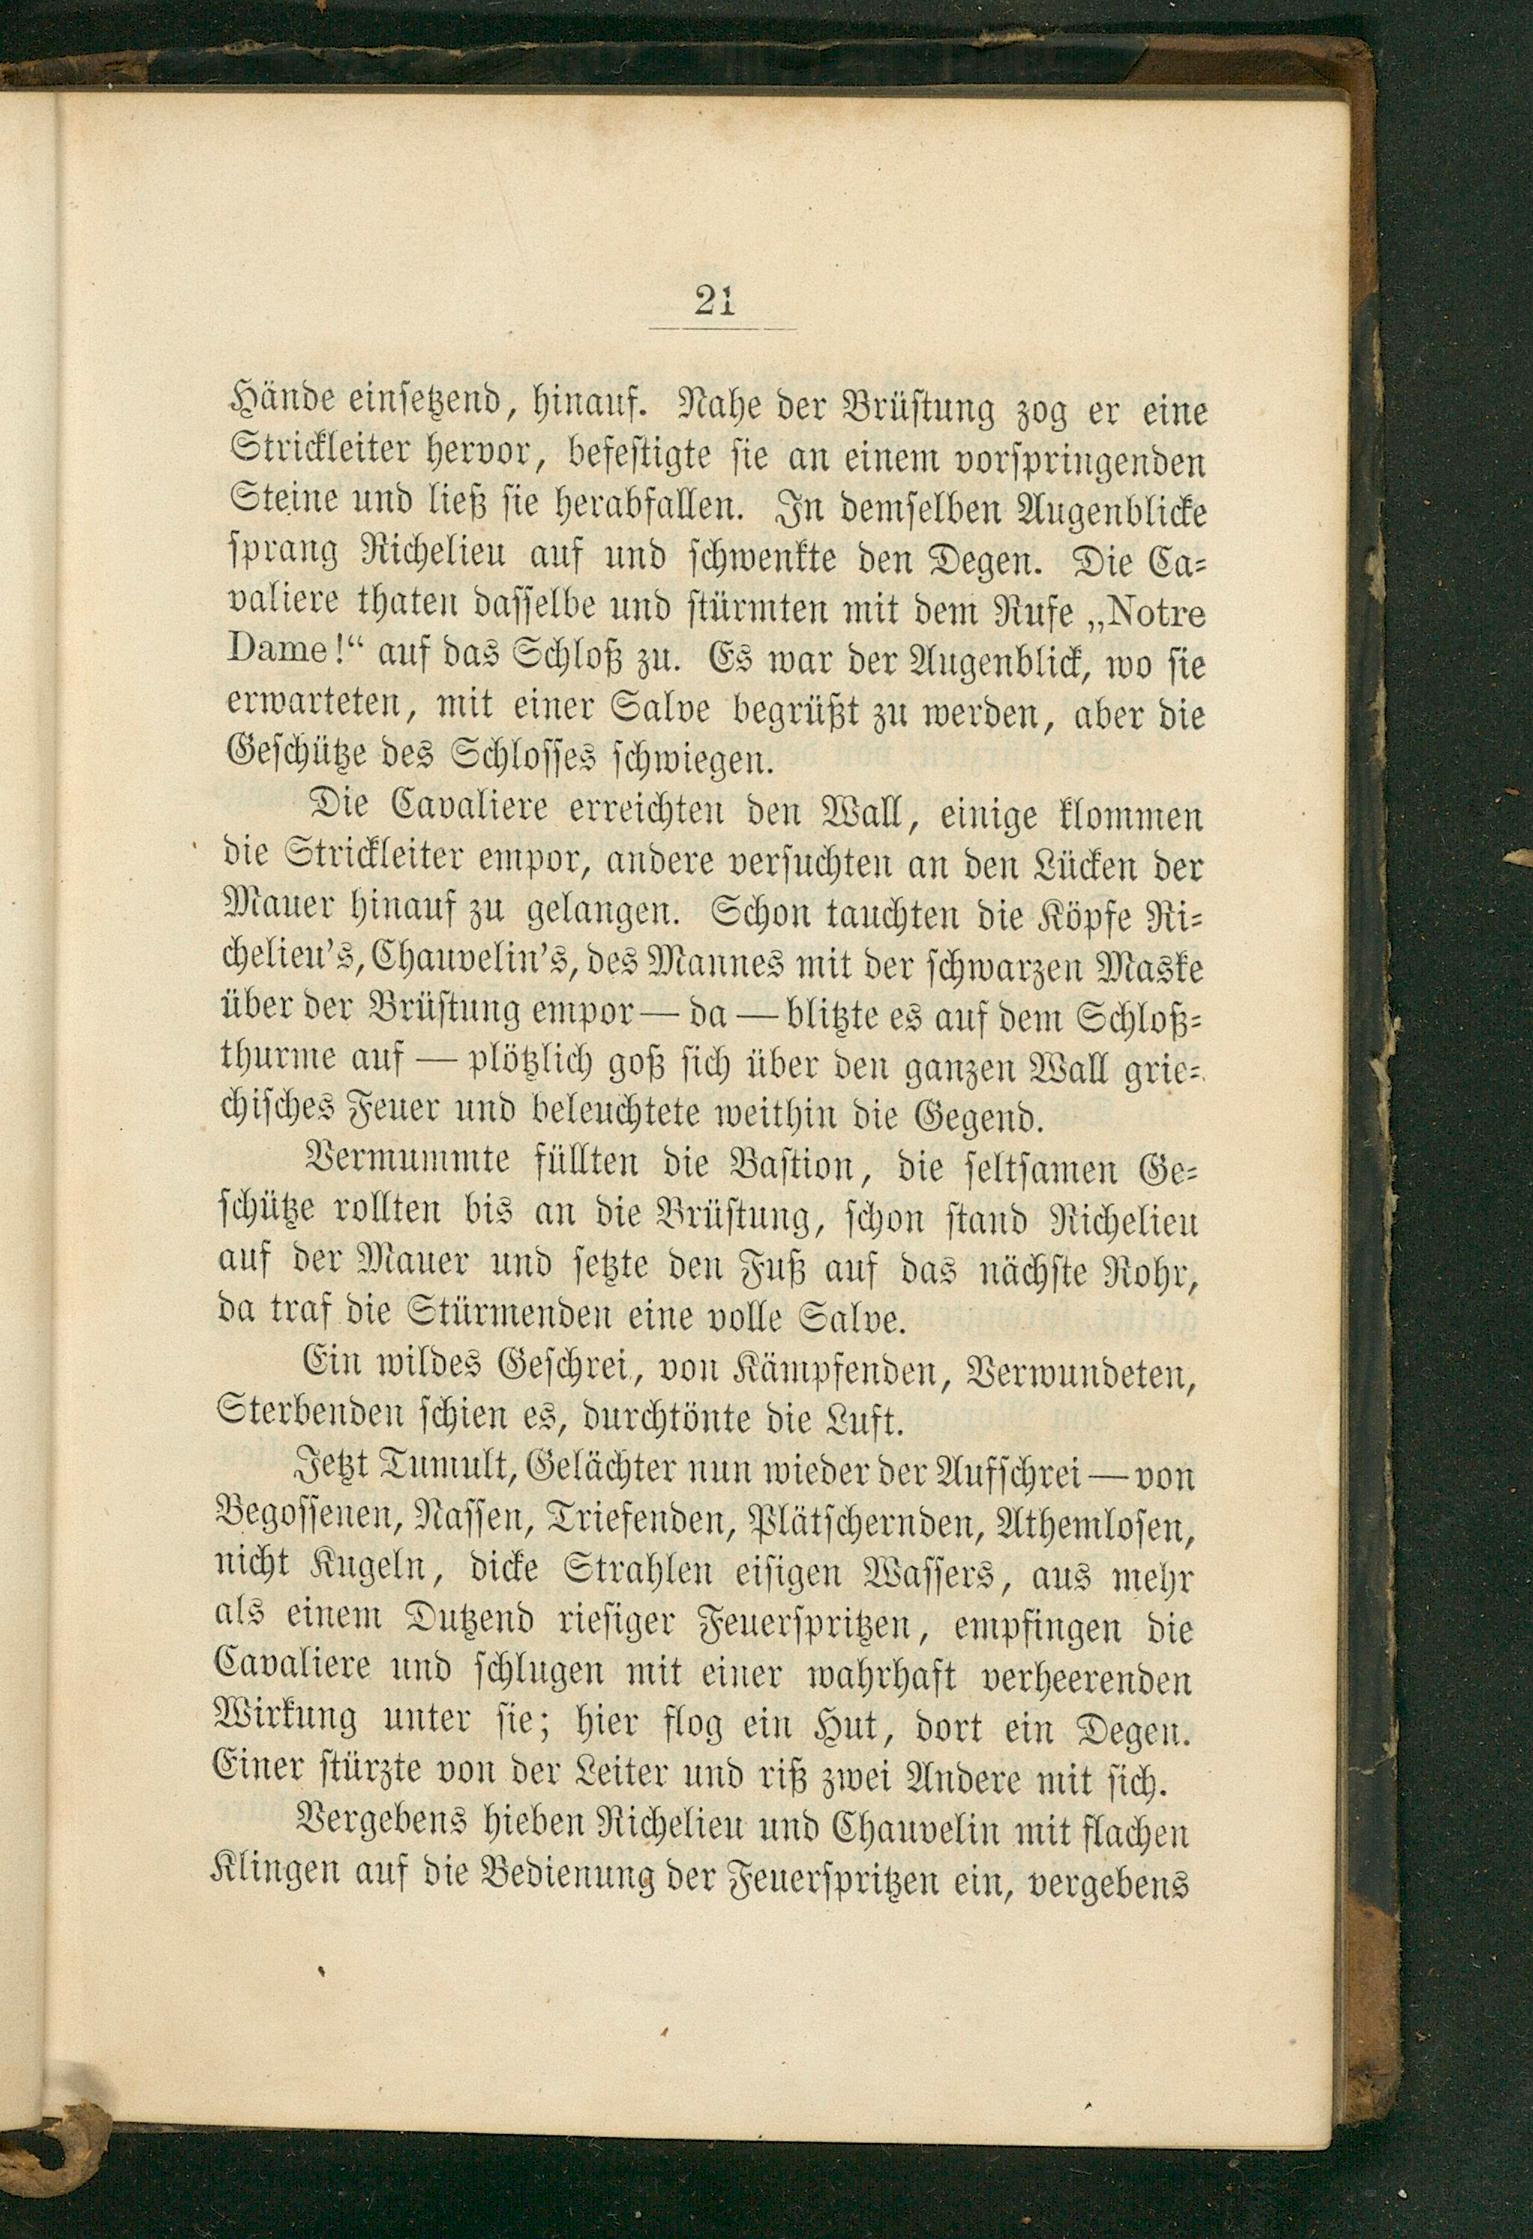 21
Hände einsetzend, hinauf. Nahe der Brüstung zog er eine
Strickleiter hervor, befestigte sie an einem vorspringenden
Steine und ließ sie herabfallen. In demselben Augenblicke
sprang Richelieu auf und schwenkte den Degen. Die Ca-
valiere thaten dasselbe und stürmten mit dem Rufe „Notre
Dame!“ auf das Schloß zu. Es war der Augenblick, wo sie
erwarteten, mit einer Salve begrüßt zu werden, aber die
Geschütze des Schlosses schwiegen.
Die Cavaliere erreichten den Wall, einige klommen
die Strickleiter empor, andere versuchten an den Lücken der
Mauer hinauf zu gelangen. Schon tauchten die Köpfe Ri-
chelieu's, Chauvelin's, des Mannes mit der schwarzen Maske
über der Brüstung empor — da — blitzte es auf dem Schloß-
thurme auf — plötzlich goß sich über den ganzen Wall grie-
chisches Feuer und beleuchtete weithin die Gegend.
Vermummte füllten die Bastion, die seltsamen Ge-
schütze rollten bis an die Brüstung, schon stand Richelieu
auf der Mauer und setzte den Fuß auf das nächste Rohr,
da traf die Stürmenden eine volle Salve.
Ein wildes Geschrei, von Kämpfenden, Verwundeten,
Sterbenden schien es, durchtönte die Luft.
Jetzt Tumult, Gelächter nun wieder der Aufschrei — von
Begossenen, Nassen, Triefenden, Plätschernden, Athemlosen,
nicht Kugeln, dicke Strahlen eisigen Wassers, aus mehr
als einem Dutzend riesiger Feuerspritzen, empfingen die
Cavaliere und schlugen mit einer wahrhaft verheerenden
Wirkung unter sie; hier flog ein Hut, dort ein Degen.
Einer stürzte von der Leiter und riß zwei Andere mit sich.
Vergebens hieben Richelieu und Chauvelin mit flachen
Klingen auf die Bedienung der Feuerspritzen ein, vergebens